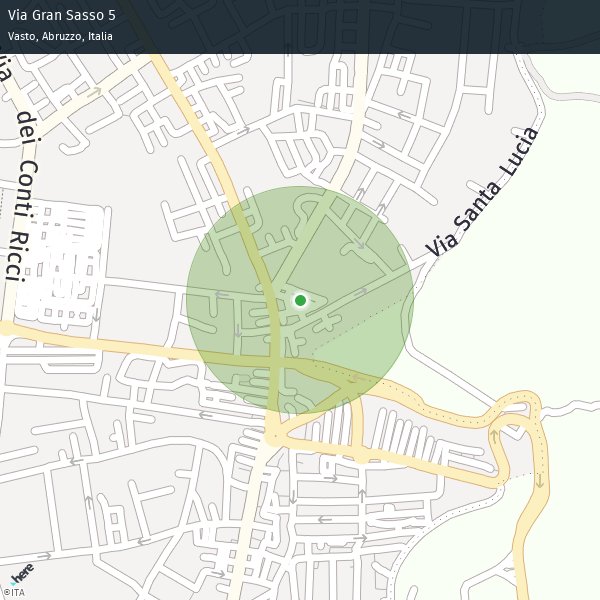 Via Gran Sasso 5
Vasto, Abruzzo, Italia
Via dei Conti Ricci
Via Santa Lucia
here
©ITA